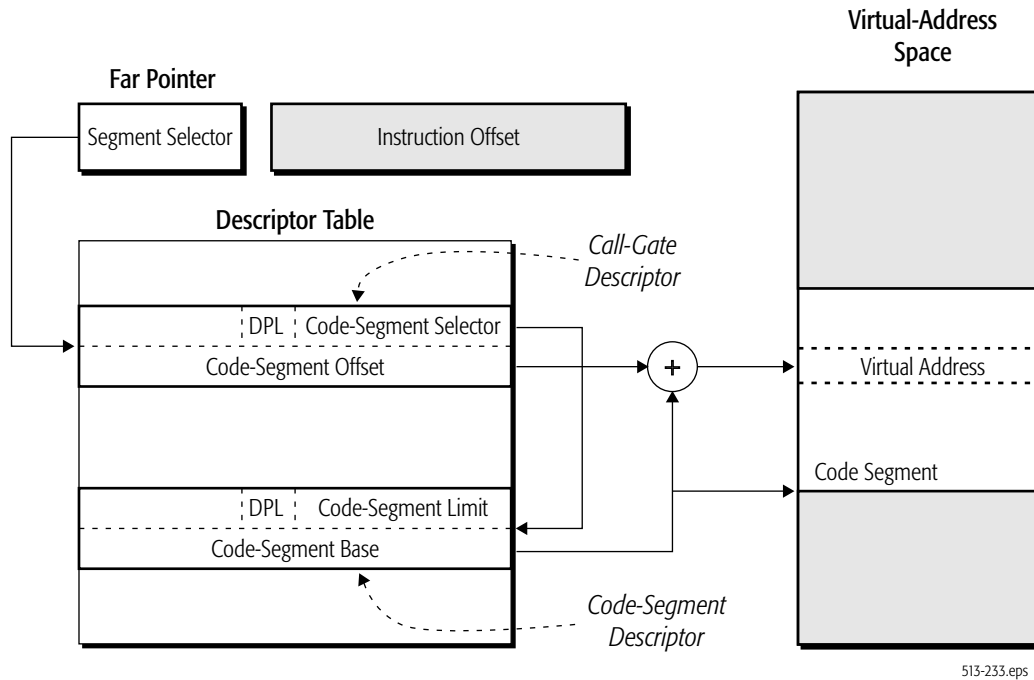 Virtual-Address
Space
Far Pointer
Segment Selector
Instruction Offset
Descriptor Table
Call-Gate
Descriptor
DPL
Code-Segment Selector
Code-Segment Offset
+
Virtual Address
Code Segment
DPL
Code-Segment Limit
Code-Segment Base
Code-Segment
Descriptor
513-233.eps